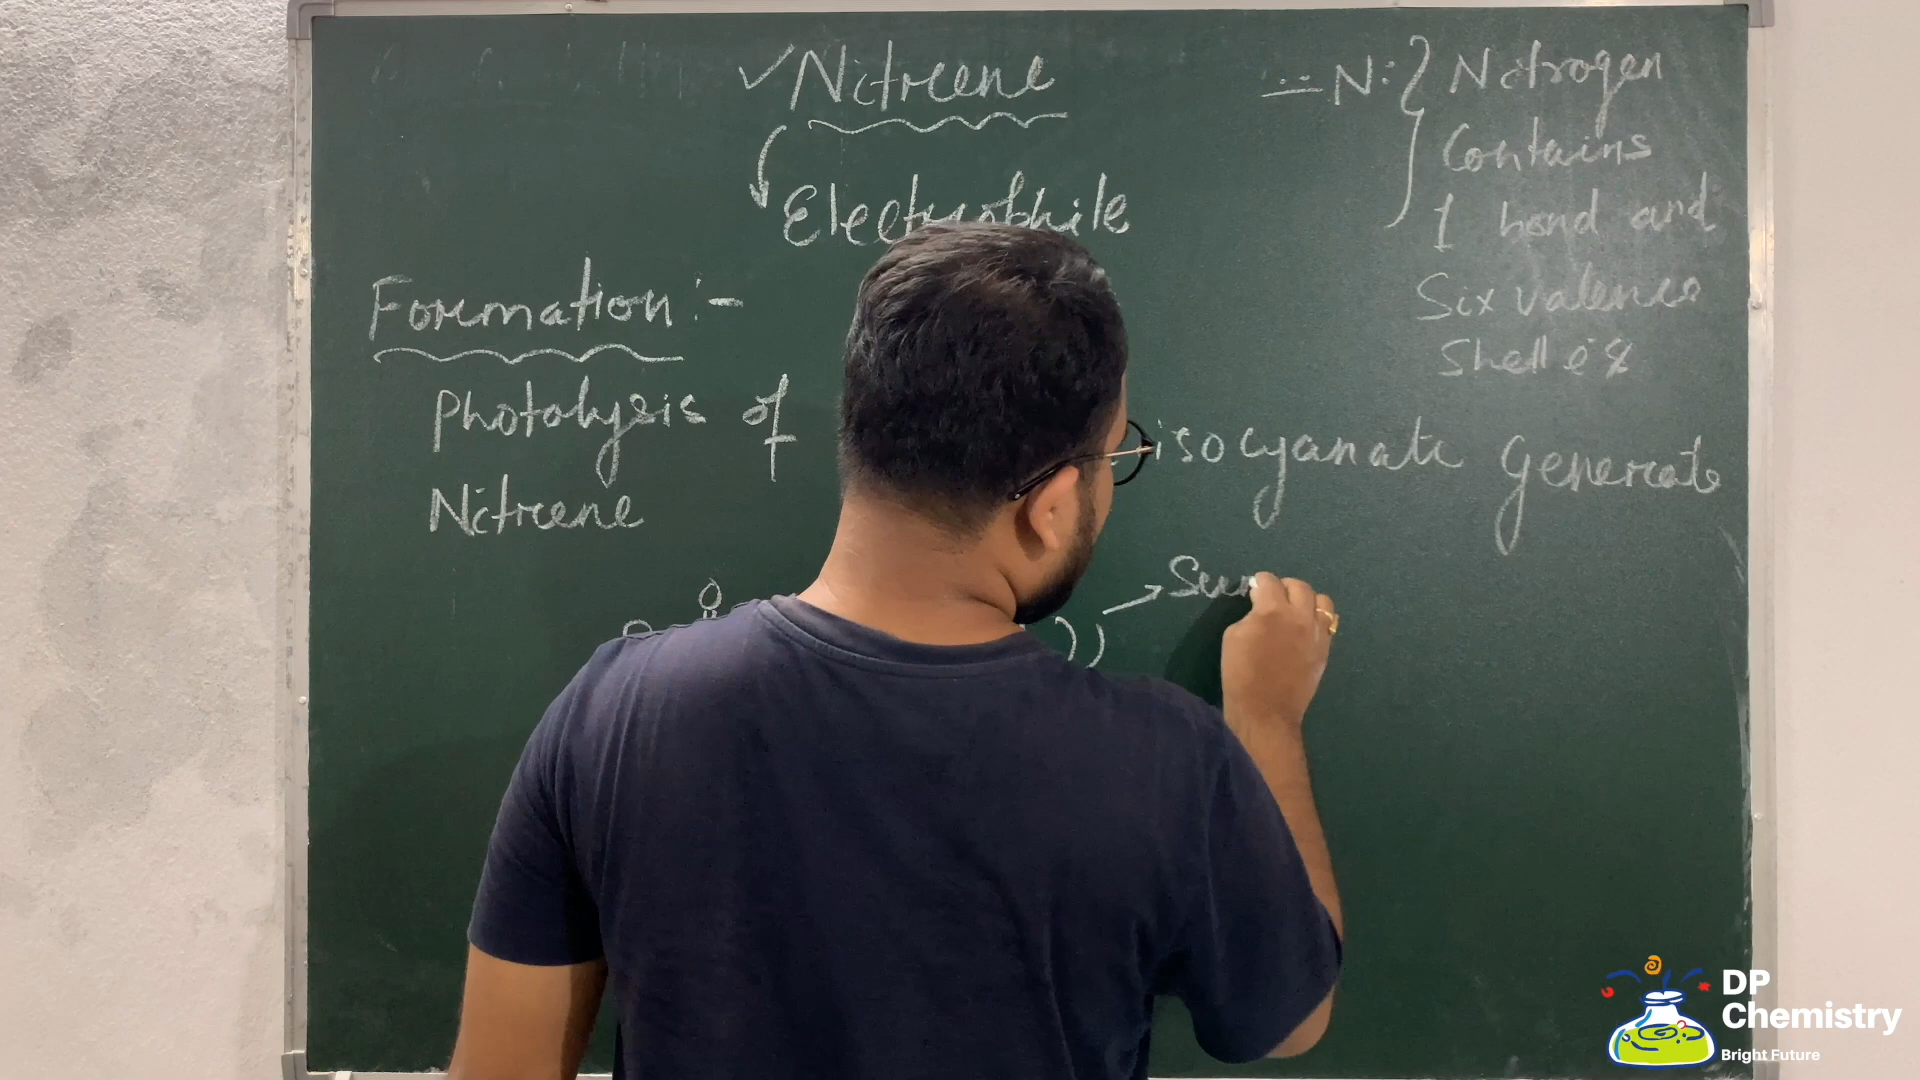 ✓Nitrene
Electrophile
–̈N: } Nitrogen
Contains
1 bond and
Six valence
Shell e⁻s
Formation :-
Photolysis of isocyanate generate
Nitrene
O
DP
Chemistry
Bright Future